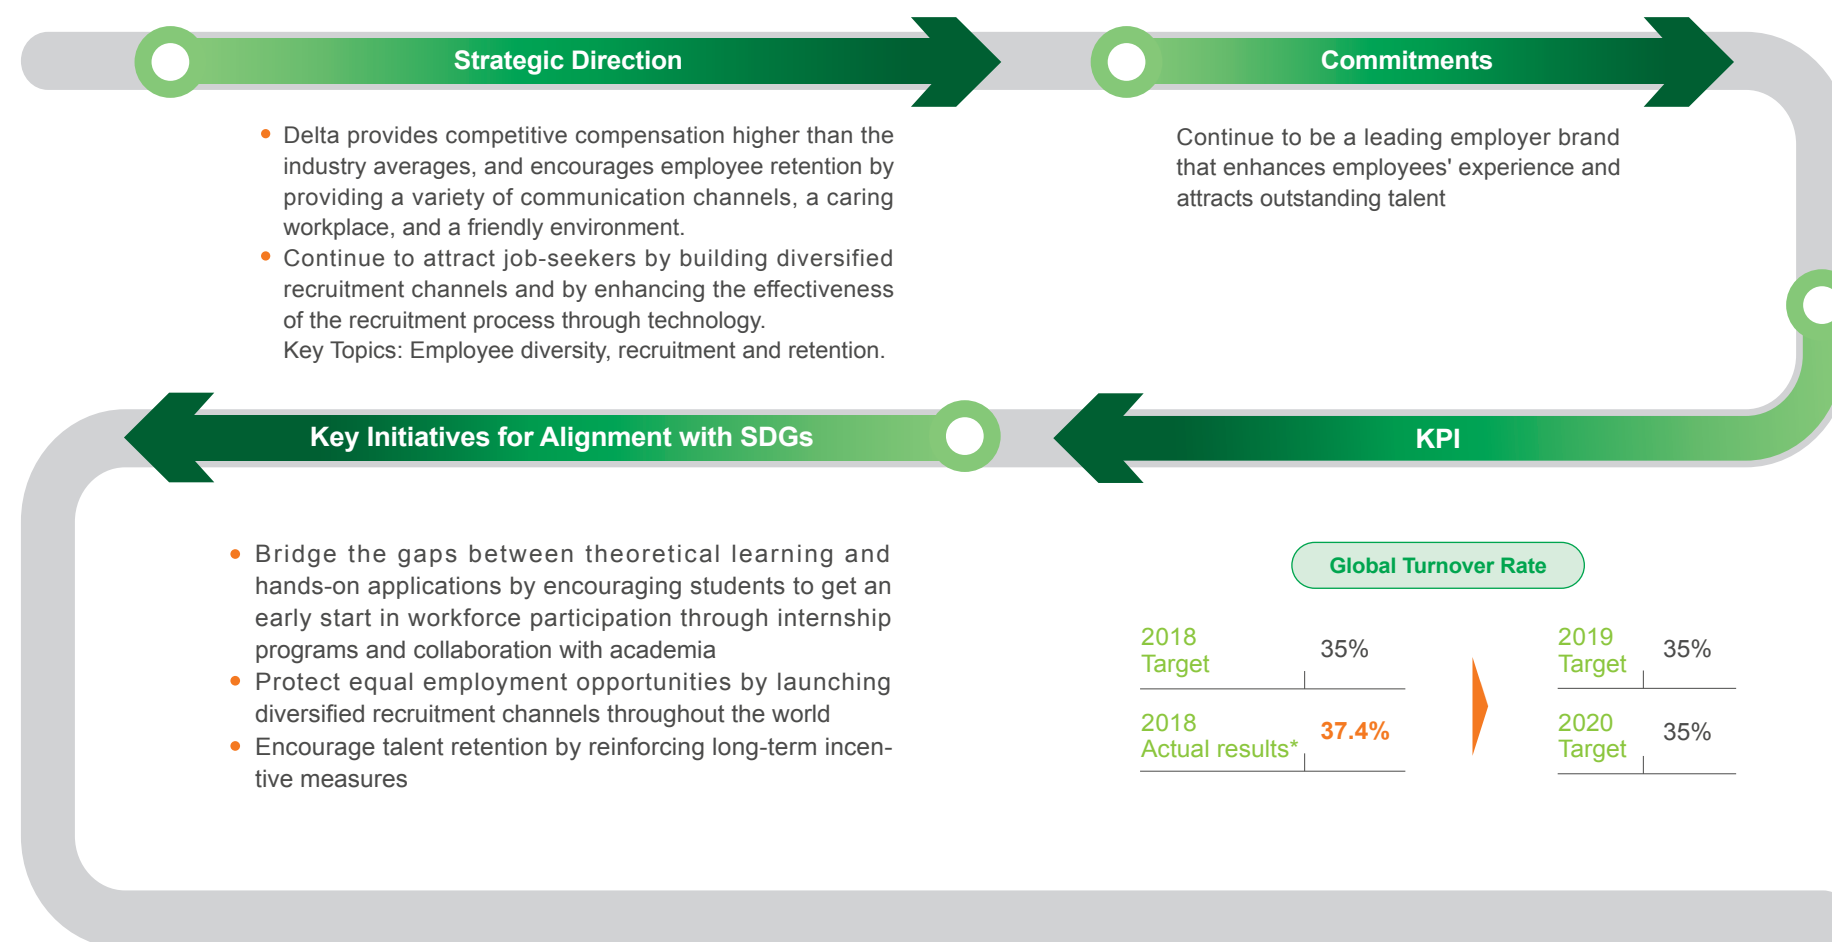 Strategic Direction
• Delta provides competitive compensation higher than the
industry averages, and encourages employee retention by
providing a variety of communication channels, a caring
workplace, and a friendly environment.
• Continue to attract job-seekers by building diversified
recruitment channels and by enhancing the effectiveness
of the recruitment process through technology.
Key Topics: Employee diversity, recruitment and retention.
Commitments
Continue to be a leading employer brand
that enhances employees' experience and
attracts outstanding talent
KPI
Global Turnover Rate
2018
Target
35%
2018
Actual results*
37.4%
2019
Target
35%
2020
Target
35%
Key Initiatives for Alignment with SDGs
• Bridge the gaps between theoretical learning and
hands-on applications by encouraging students to get an
early start in workforce participation through internship
programs and collaboration with academia
• Protect equal employment opportunities by launching
diversified recruitment channels throughout the world
• Encourage talent retention by reinforcing long-term incen-
tive measures